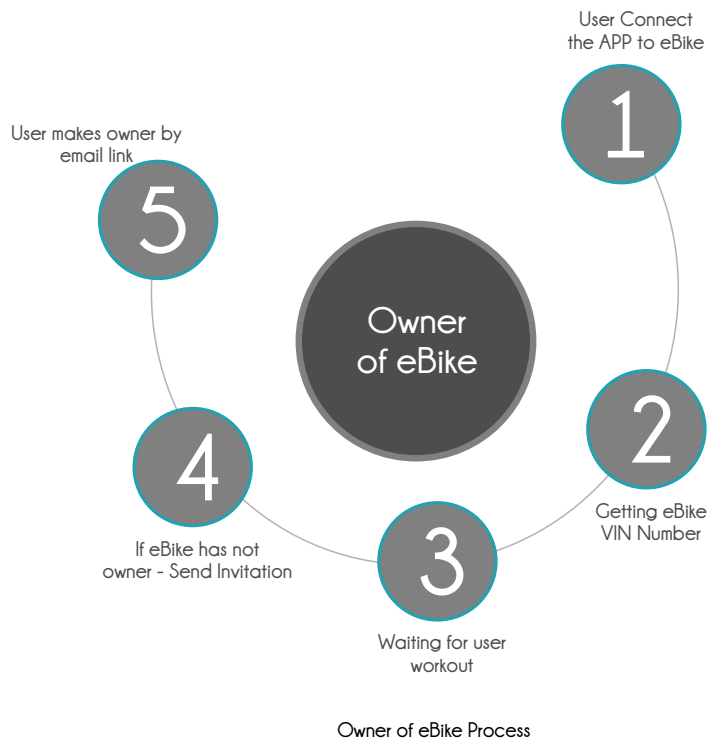 User Connect
the APP to eBike
1
2
Getting eBike
VIN Number
3
Waiting for user
workout
4
If eBike has not
owner - Send Invitation
User makes owner by
email link
5
Owner
of eBike
Owner of eBike Process